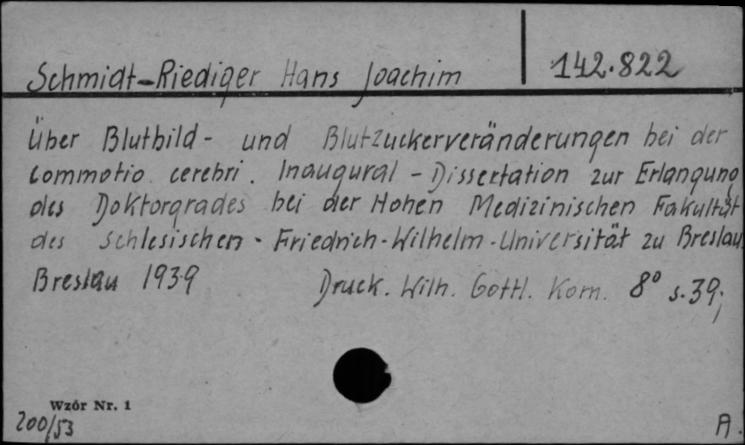 Schmidt-Riediger Hans Joachim 142.822
Über Blutbild- und Blutzuckerveränderungen bei der
commotio cerebri. Inaugural-Dissertation zur Erlangung
des Doktorgrades bei der Hohen Medizinischen Fakultät
des Schlesischen-Friedrich-Wilhelm-Universität zu Breslau.
Breslau 1939 Druck. Wilh. Gottl. Korn. 8° s.39;
Wzór Nr. 1
200/53 A.